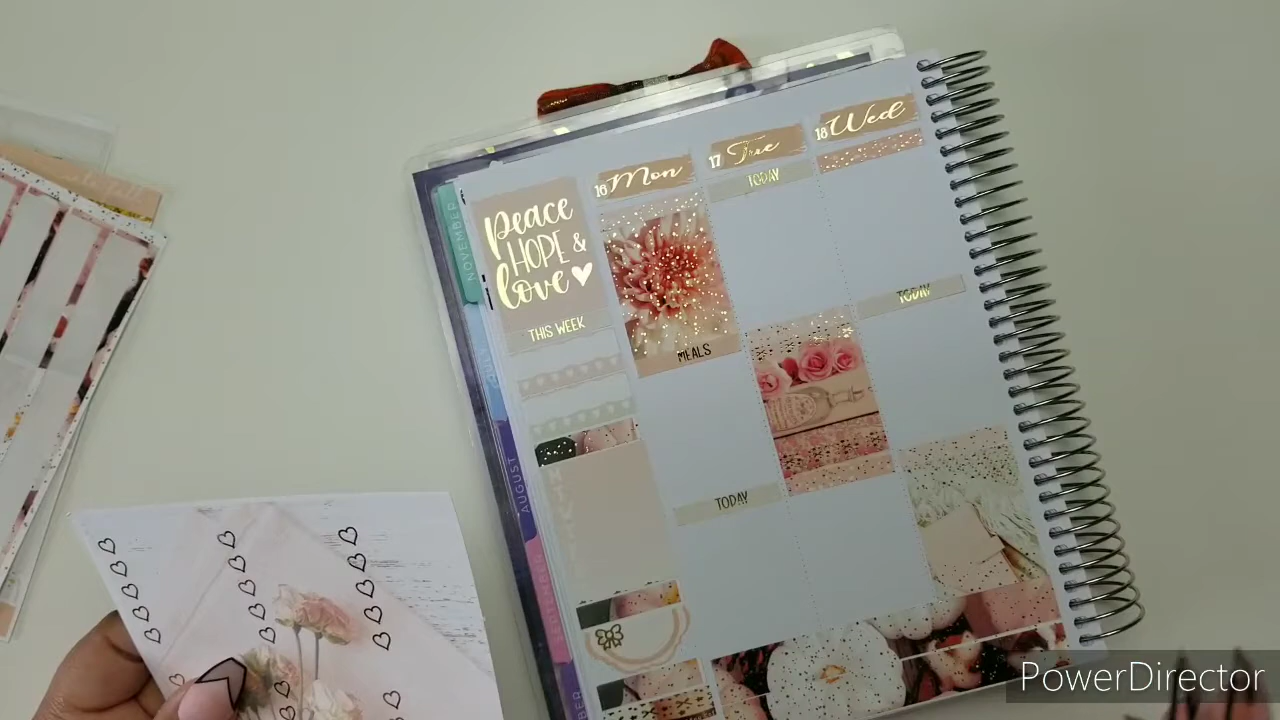 16 Mon
17 Tue
18 Wed
TODAY
peace
HOPE &
love
THIS WEEK
MEALS
TODAY
TODAY
NOVEMBER
AUGUST
PowerDirector